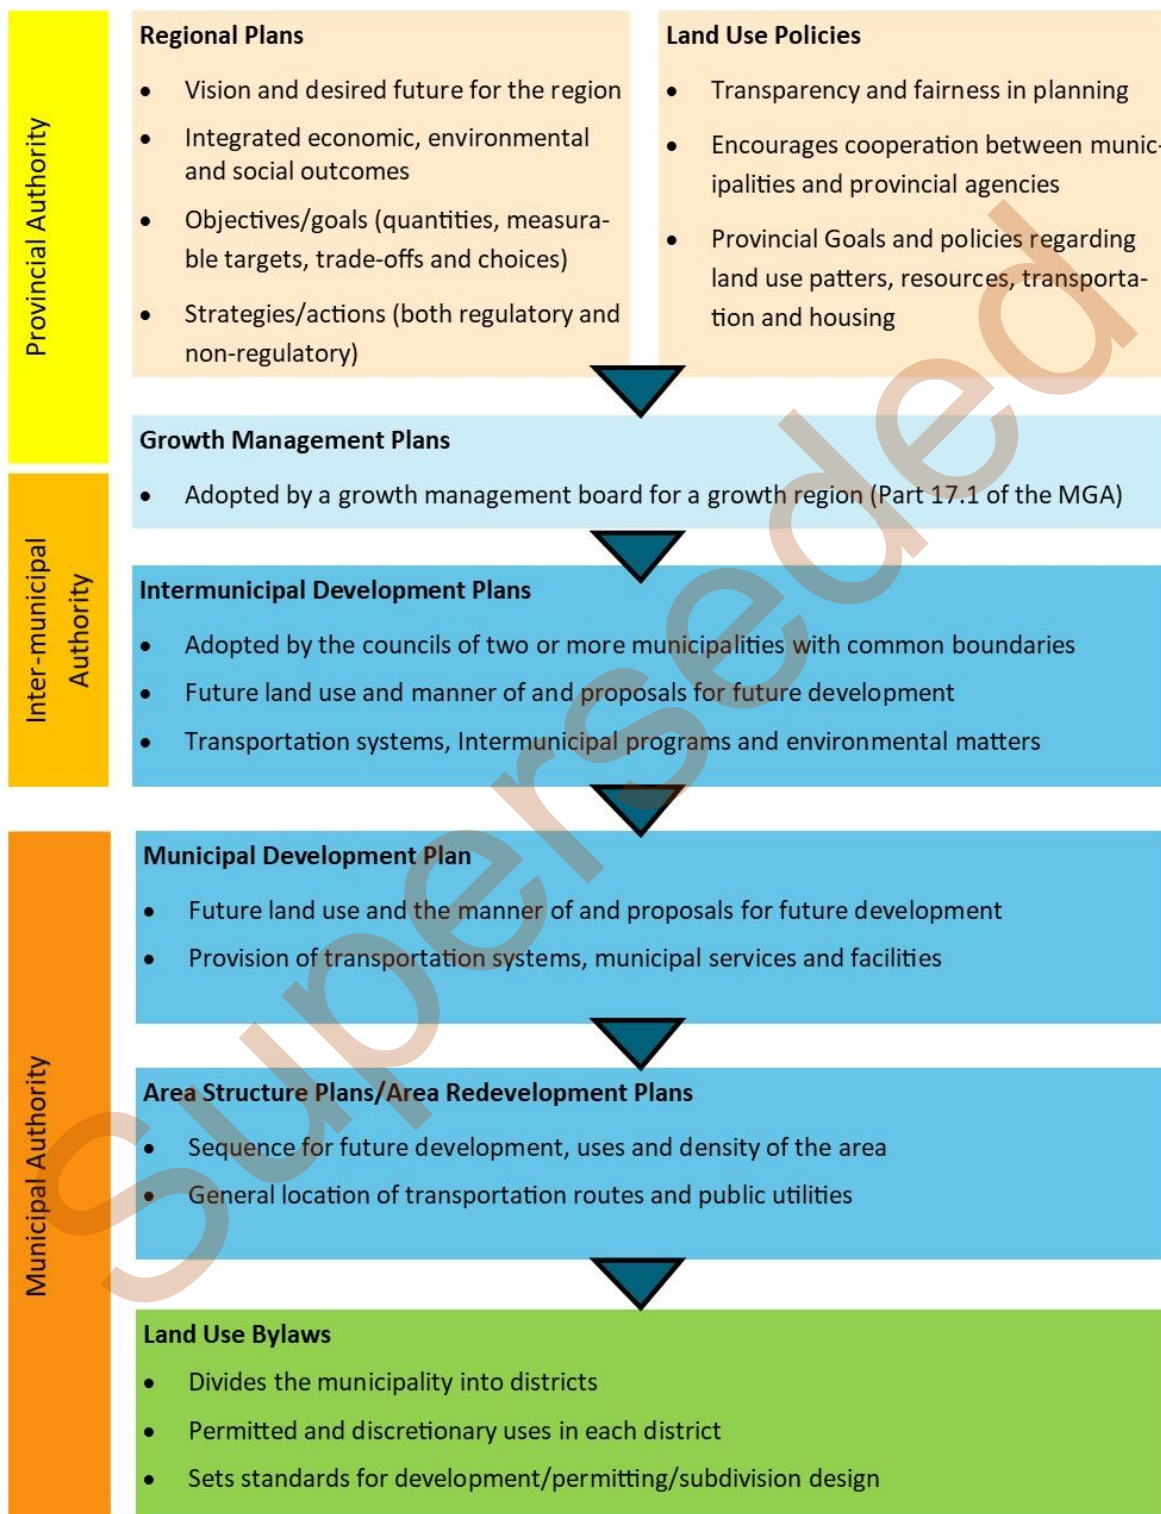 Provincial Authority
Regional Plans
• Vision and desired future for the region
• Integrated economic, environmental
and social outcomes
• Objectives/goals (quantities, measura-
ble targets, trade-offs and choices)
• Strategies/actions (both regulatory and
non-regulatory)
Land Use Policies
• Transparency and fairness in planning
• Encourages cooperation between munic-
ipalities and provincial agencies
• Provincial Goals and policies regarding
land use patters, resources, transporta-
tion and housing
Growth Management Plans
• Adopted by a growth management board for a growth region (Part 17.1 of the MGA)
Inter-municipal
Authority
Intermunicipal Development Plans
• Adopted by the councils of two or more municipalities with common boundaries
• Future land use and manner of and proposals for future development
• Transportation systems, Intermunicipal programs and environmental matters
Municipal Authority
Municipal Development Plan
• Future land use and the manner of and proposals for future development
• Provision of transportation systems, municipal services and facilities
Area Structure Plans/Area Redevelopment Plans
• Sequence for future development, uses and density of the area
• General location of transportation routes and public utilities
Land Use Bylaws
• Divides the municipality into districts
• Permitted and discretionary uses in each district
• Sets standards for development/permitting/subdivision design
Superseded